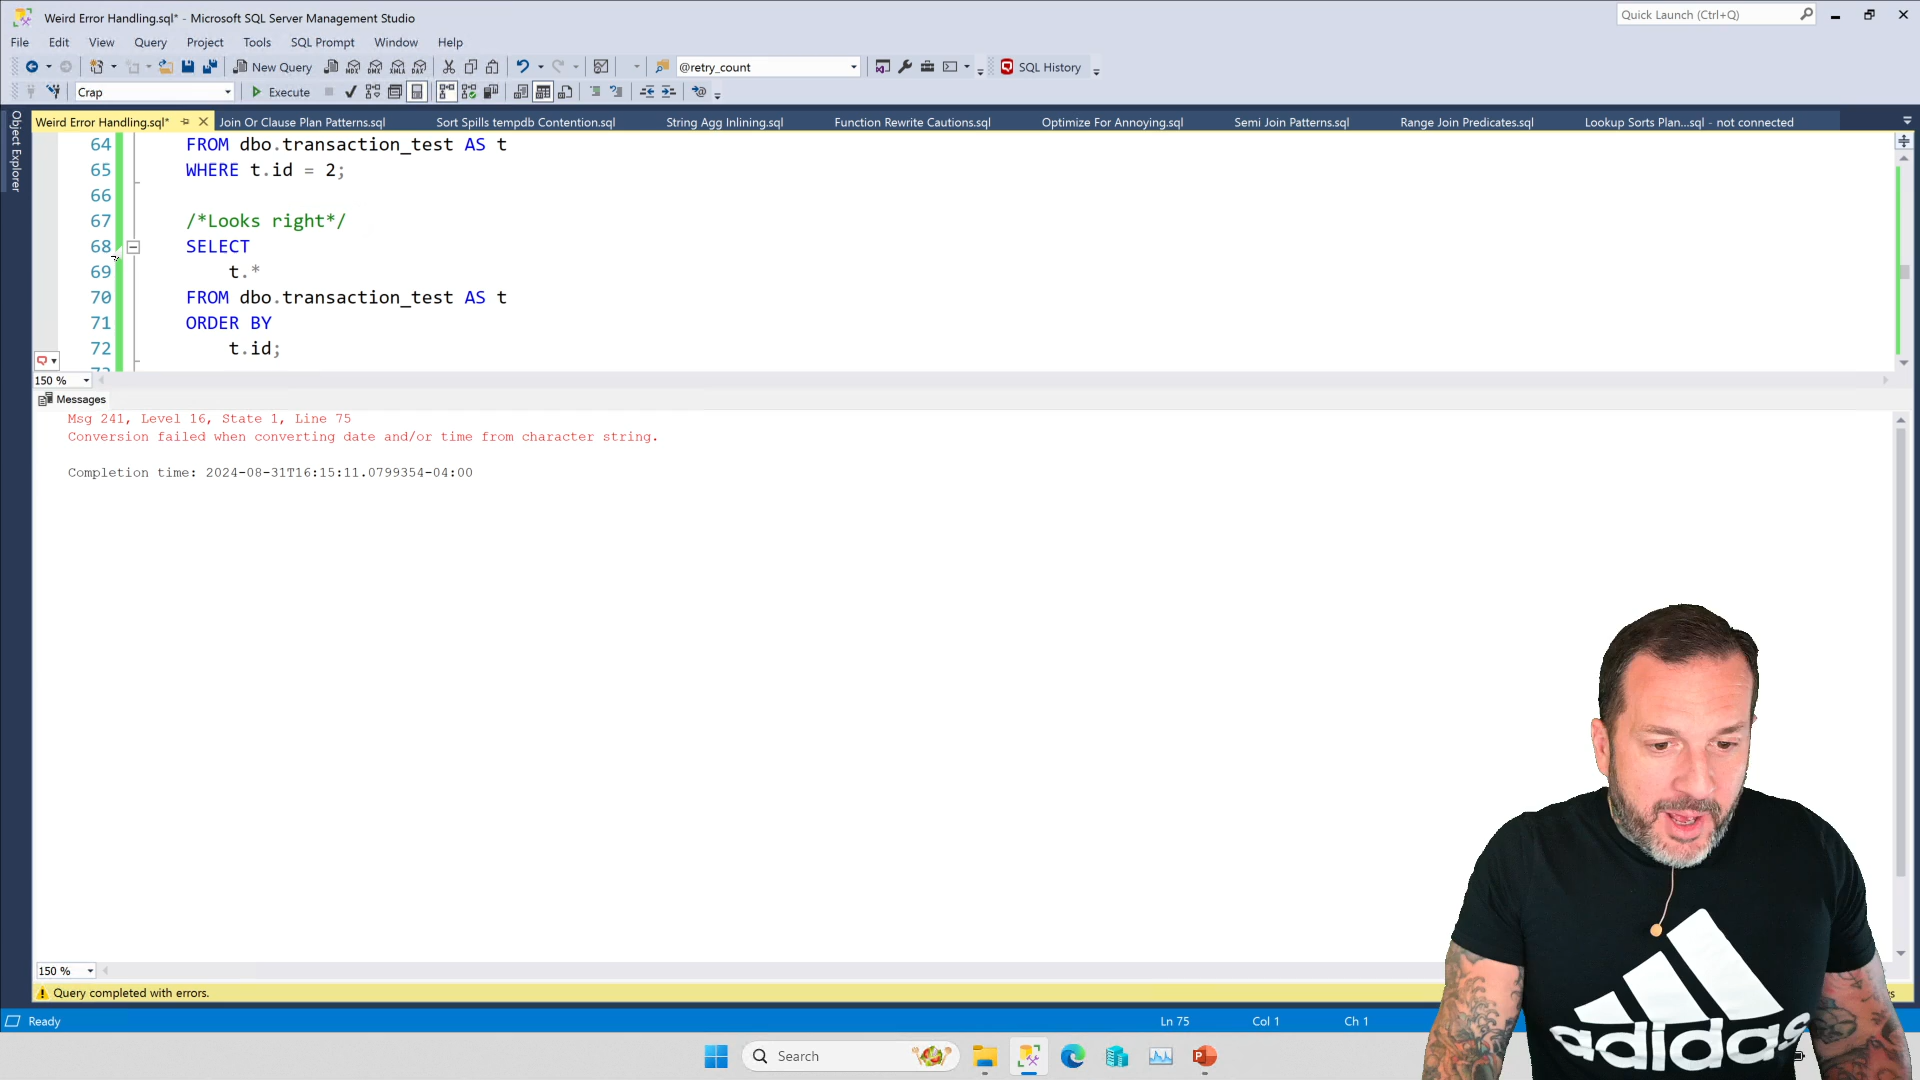 Weird Error Handling.sql* - Microsoft SQL Server Management Studio
Quick Launch (Ctrl+Q)
File Edit View Query Project Tools SQL Prompt Window Help
New Query
MDX DMX XMLA DAX
@retry_count
SQL History
Crap
Execute
Weird Error Handling.sql*
Join Or Clause Plan Patterns.sql
Sort Spills tempdb Contention.sql
String Agg Inlining.sql
Function Rewrite Cautions.sql
Optimize For Annoying.sql
Semi Join Patterns.sql
Range Join Predicates.sql
Lookup Sorts Plan...sql - not connected
Object Explorer
64 FROM dbo.transaction_test AS t
65 WHERE t.id = 2;
66
67 /*Looks right*/
68 SELECT
69 t.*
70 FROM dbo.transaction_test AS t
71 ORDER BY
72 t.id;
150 %
Messages
Msg 241, Level 16, State 1, Line 75
Conversion failed when converting date and/or time from character string.
Completion time: 2024-08-31T16:15:11.0799354-04:00
150 %
Query completed with errors.
Ready
Ln 75
Col 1
Ch 1
Search
adidas